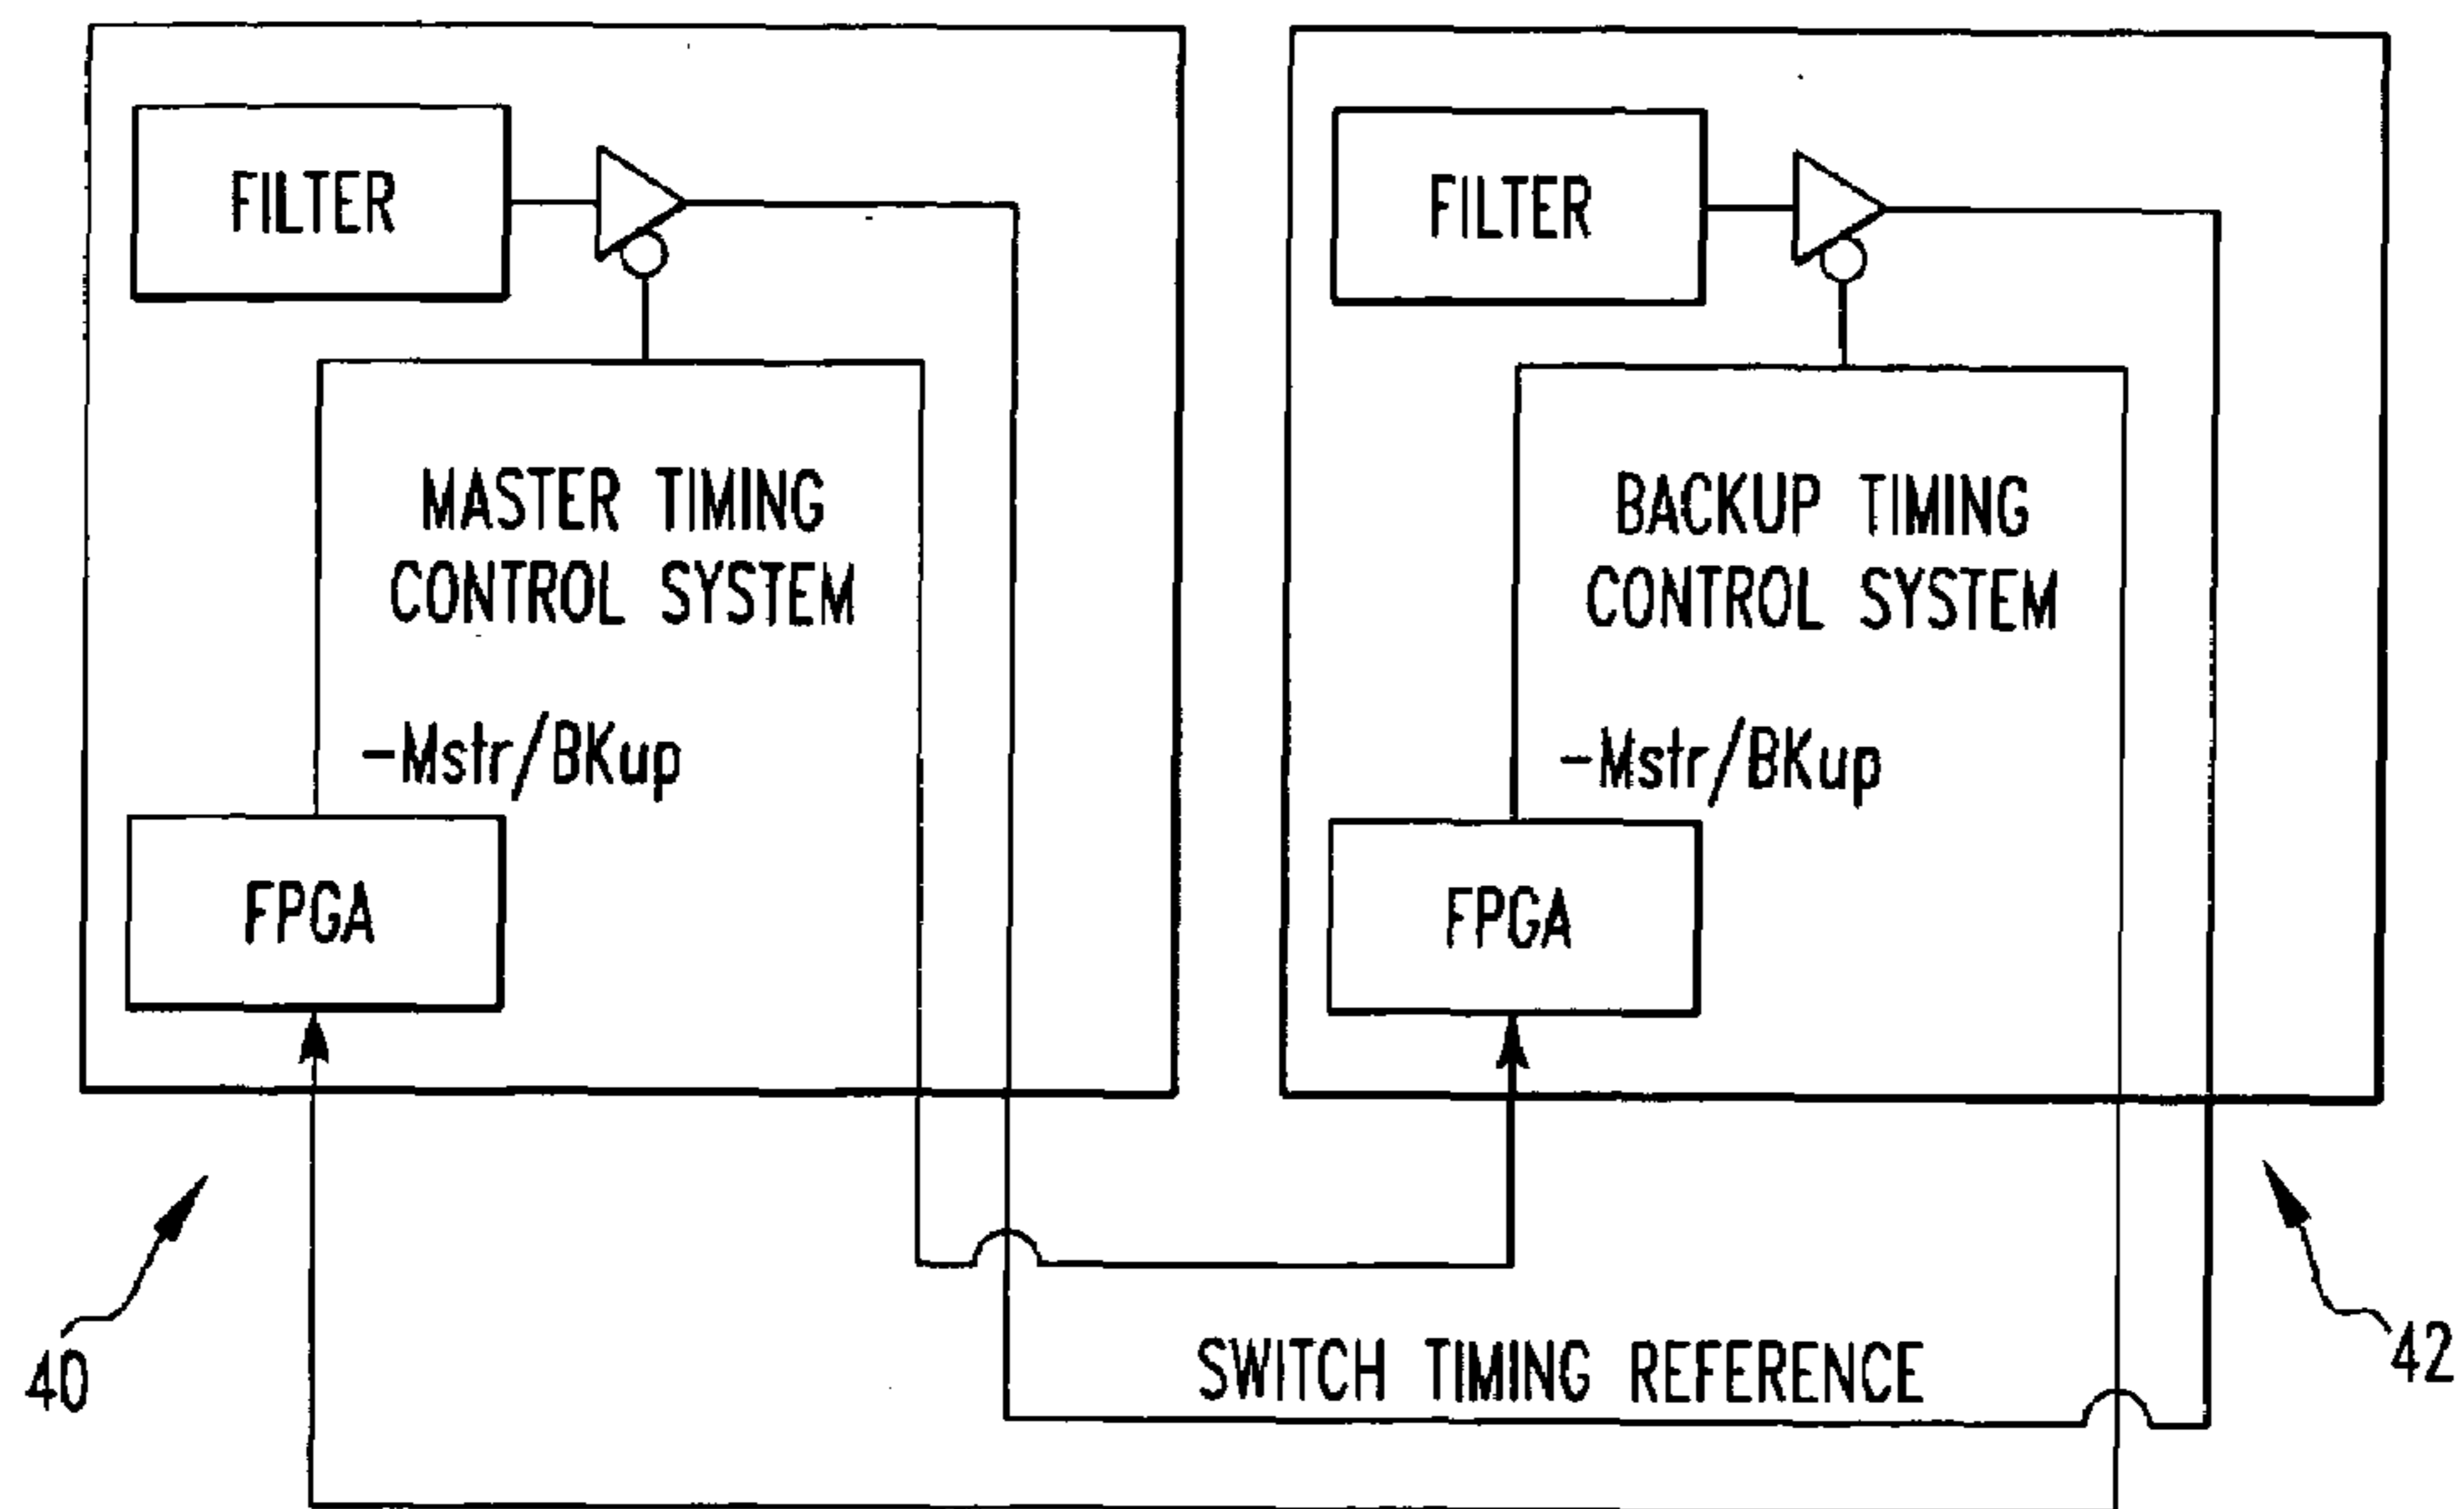 FILTER
MASTER TIMING
CONTROL SYSTEM
-Mstr/BKup
FPGA
FILTER
BACKUP TIMING
CONTROL SYSTEM
-Mstr/BKup
FPGA
40
SWITCH TIMING REFERENCE
42